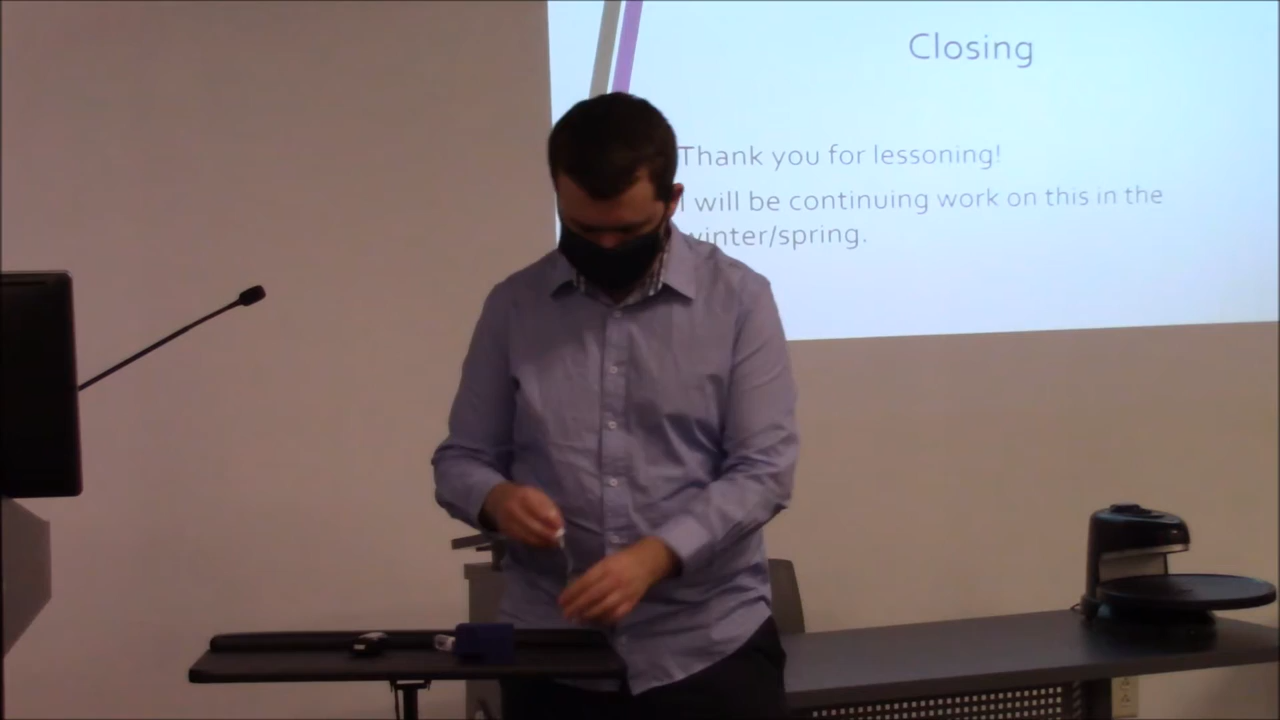 Closing
Thank you for lessoning!
I will be continuing work on this in the
winter/spring.